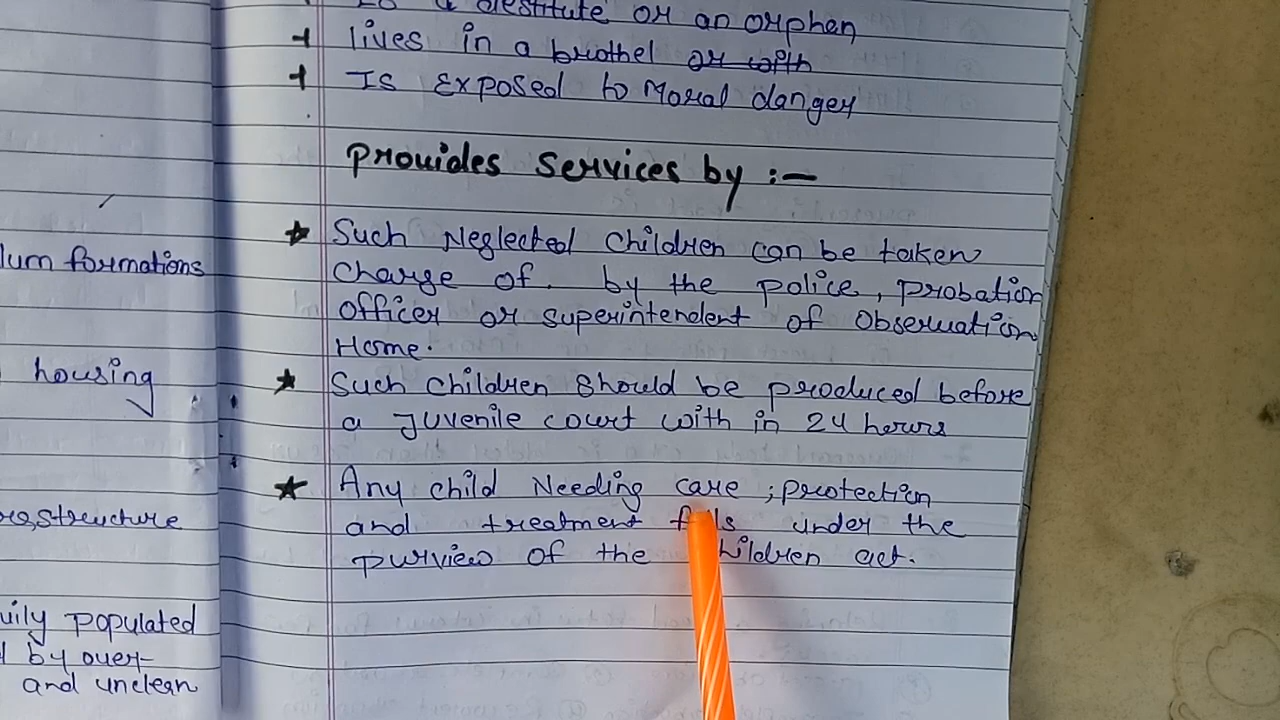 destitute or an orphan
lives in a brothel or with
Is exposed to Moral danger
Provides Services by :-
Such Neglected Children can be taken
Charge of. by the police, probation
Officer or superintendent of Observation
Home.
Such children should be produced before
a Juvenile court with in 24 hours
Any child Needing care ; protection
and treatment under the
purview of the act.
lum formations
housing
structure
populated
by over-
and unclean